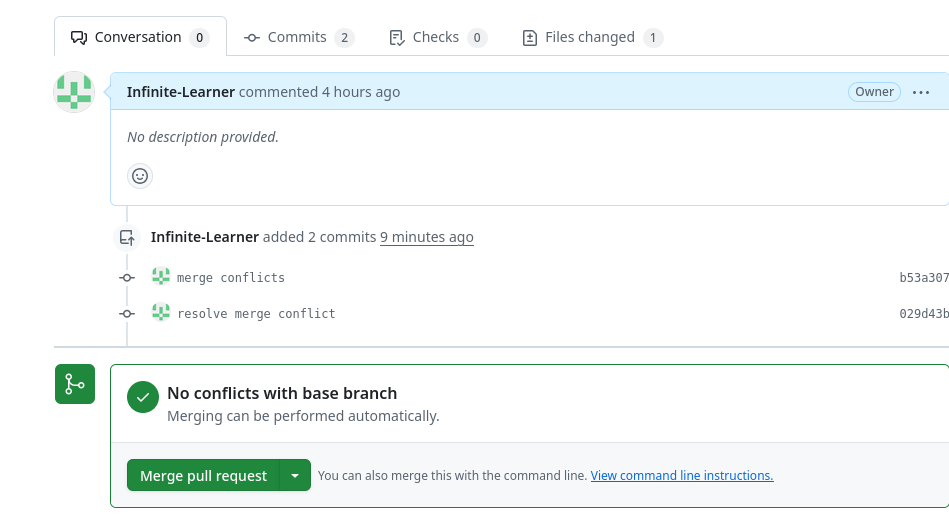 Conversation 0 Commits 2 Checks 0 Files changed 1
Infinite-Learner commented 4 hours ago Owner
No description provided.
Infinite-Learner added 2 commits 9 minutes ago
merge conflicts b53a307
resolve merge conflict 029d43b
No conflicts with base branch
Merging can be performed automatically.
Merge pull request You can also merge this with the command line. View command line instructions.